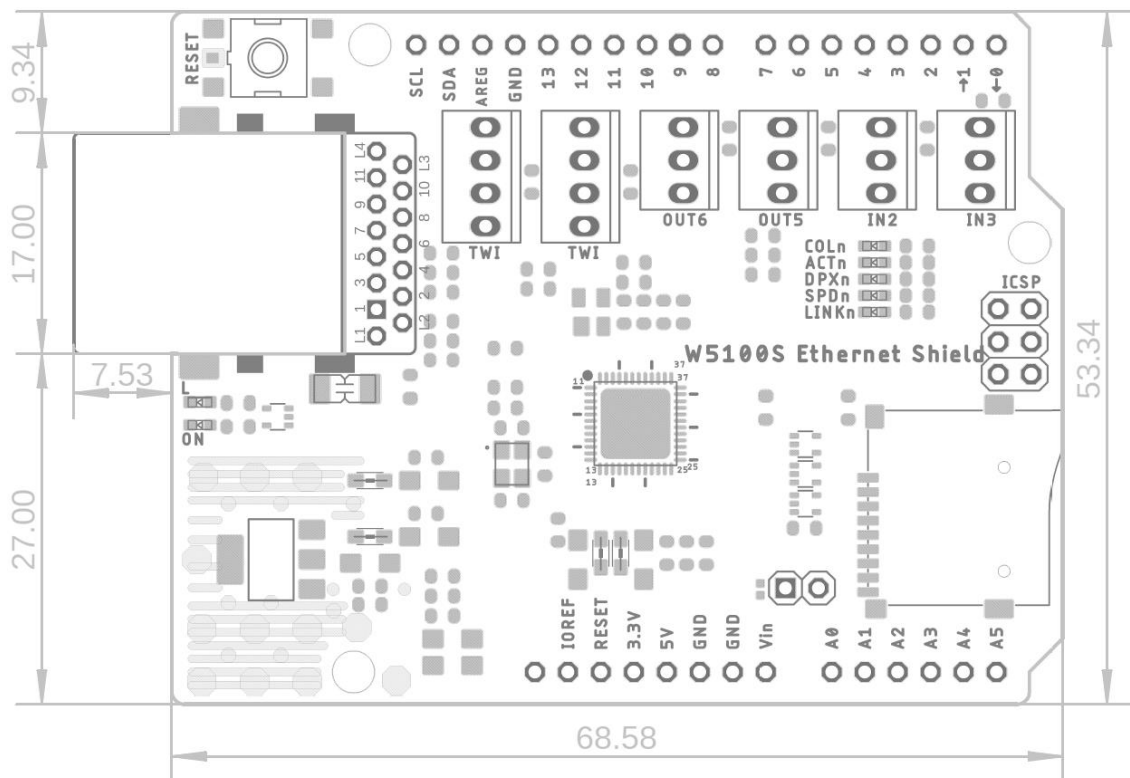 RESET
SCL
SDA
AREG
GND
13
12
11
10
9
8
7
6
5
4
3
2
→1
←0
9.34
17.00
7.53
27.00
53.34
68.58
L4
11
9
7
5
3
1
L1
L3
10
8
6
4
2
L2
TWI
TWI
OUT6
OUT5
IN2
IN3
COLn
ACTn
DPXn
SPDn
LINKn
ICSP
W5100S Ethernet Shield
L
ON
11
37
37
13
13
25
25
IOREF
RESET
3.3V
5V
GND
GND
Vin
A0
A1
A2
A3
A4
A5